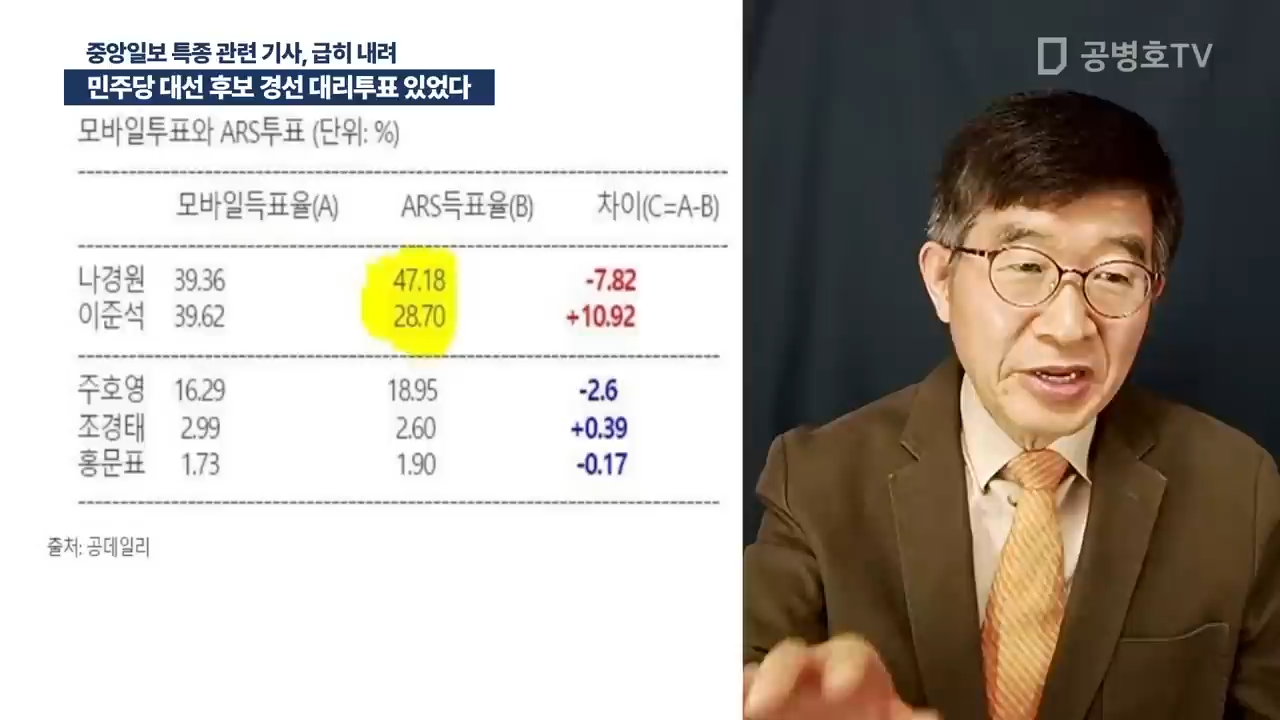 중앙일보 특종 관련 기사, 급히 내려
민주당 대선 후보 경선 대리투표 있었다
공병호TV
모바일투표와 ARS투표 (단위: %)
모바일득표율(A) ARS득표율(B) 차이(C=A-B)
나경원 39.36 47.18 -7.82
이준석 39.62 28.70 +10.92
주호영 16.29 18.95 -2.6
조경태 2.99 2.60 +0.39
홍문표 1.73 1.90 -0.17
출처: 공데일리